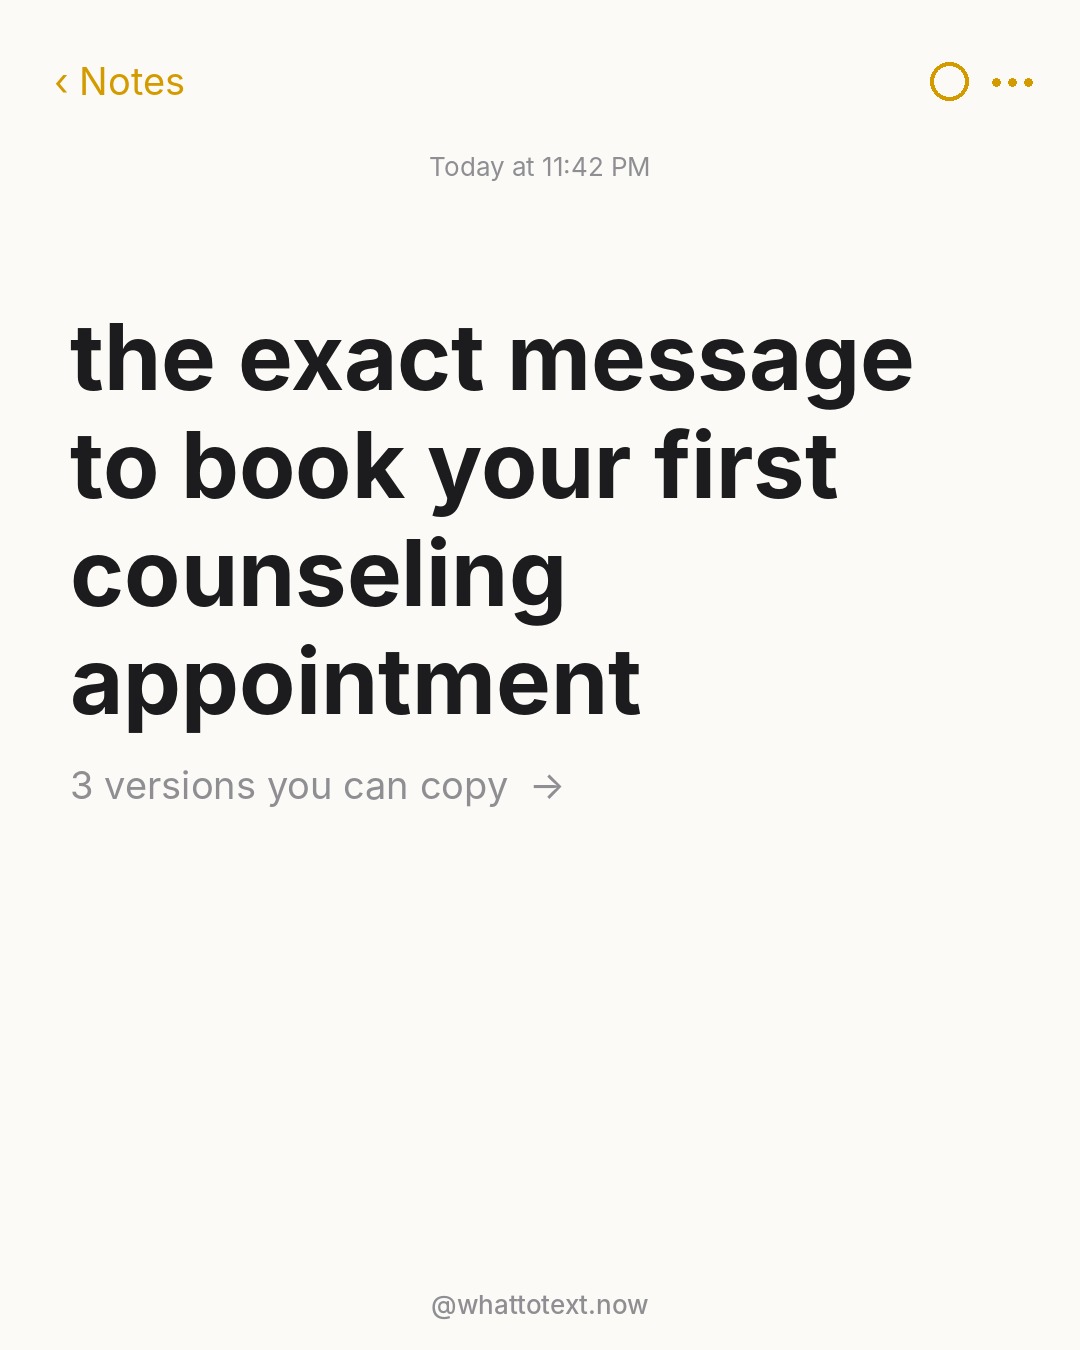 ‹ Notes
Today at 11:42 PM
the exact message
to book your first
counseling
appointment
3 versions you can copy →
@whattotext.now